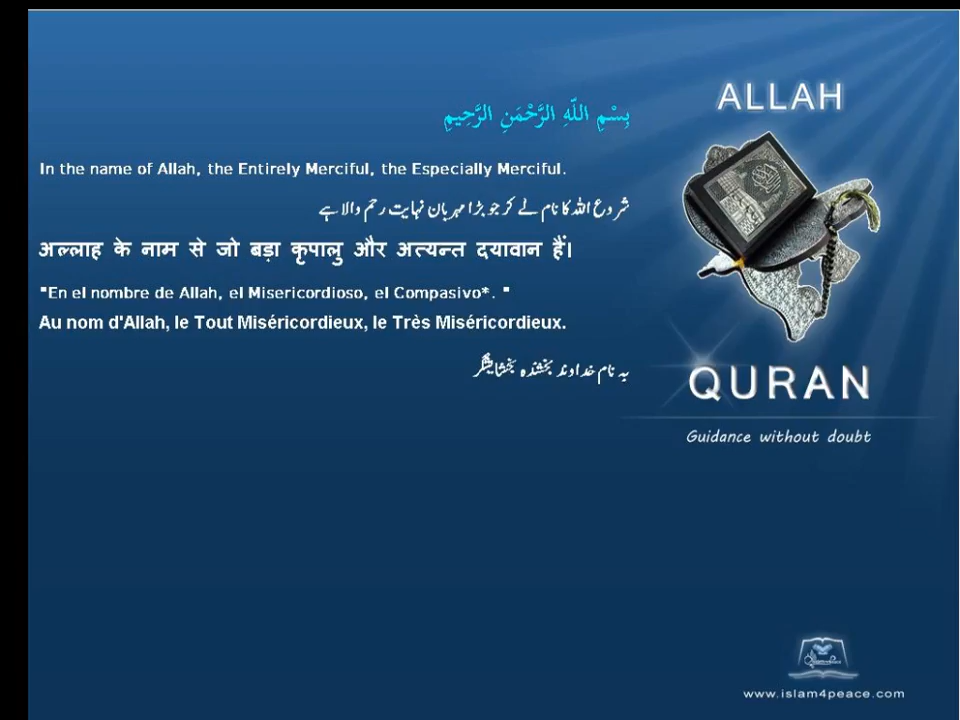 بِسْمِ اللَّهِ الرَّحْمَنِ الرَّحِيمِ
In the name of Allah, the Entirely Merciful, the Especially Merciful.
شروع الله کا نام لے کر جو بڑا مہربان نہایت رحم والا ہے
अल्लाह के नाम से जो बड़ा कृपालु और अत्यन्त दयावान हैं।
"En el nombre de Allah, el Misericordioso, el Compasivo*. "
Au nom d'Allah, le Tout Miséricordieux, le Très Miséricordieux.
به نام خداوند بخشنده بخشایشگر
ALLAH
QURAN
Guidance without doubt
www.islam4peace.com